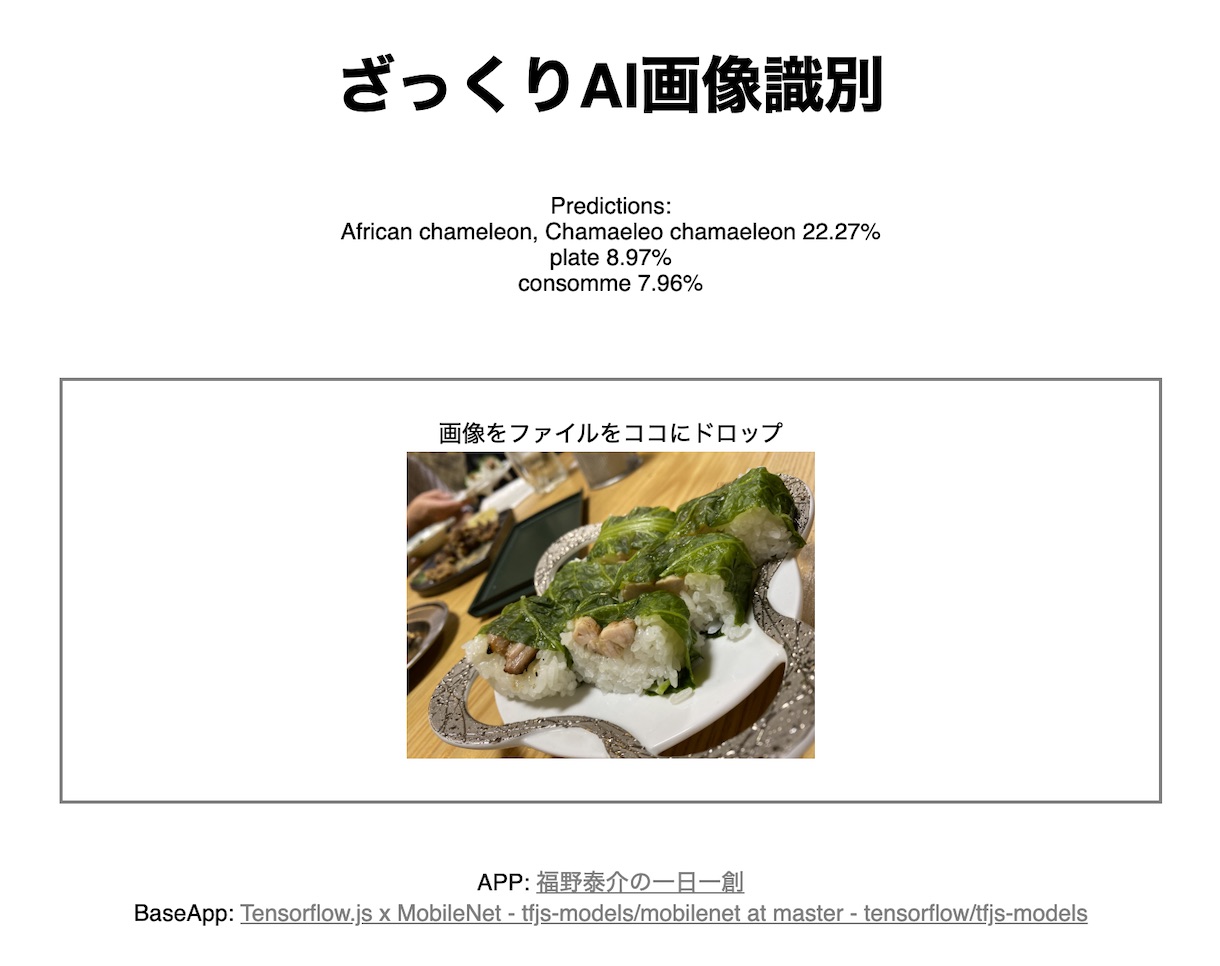 ざっくりAI画像識別
Predictions:
African chameleon, Chamaeleo chamaeleon 22.27%
plate 8.97%
consomme 7.96%
画像をファイルをココにドロップ
APP: 福野泰介の一日一創
BaseApp: Tensorflow.js x MobileNet - tfjs-models/mobilenet at master - tensorflow/tfjs-models